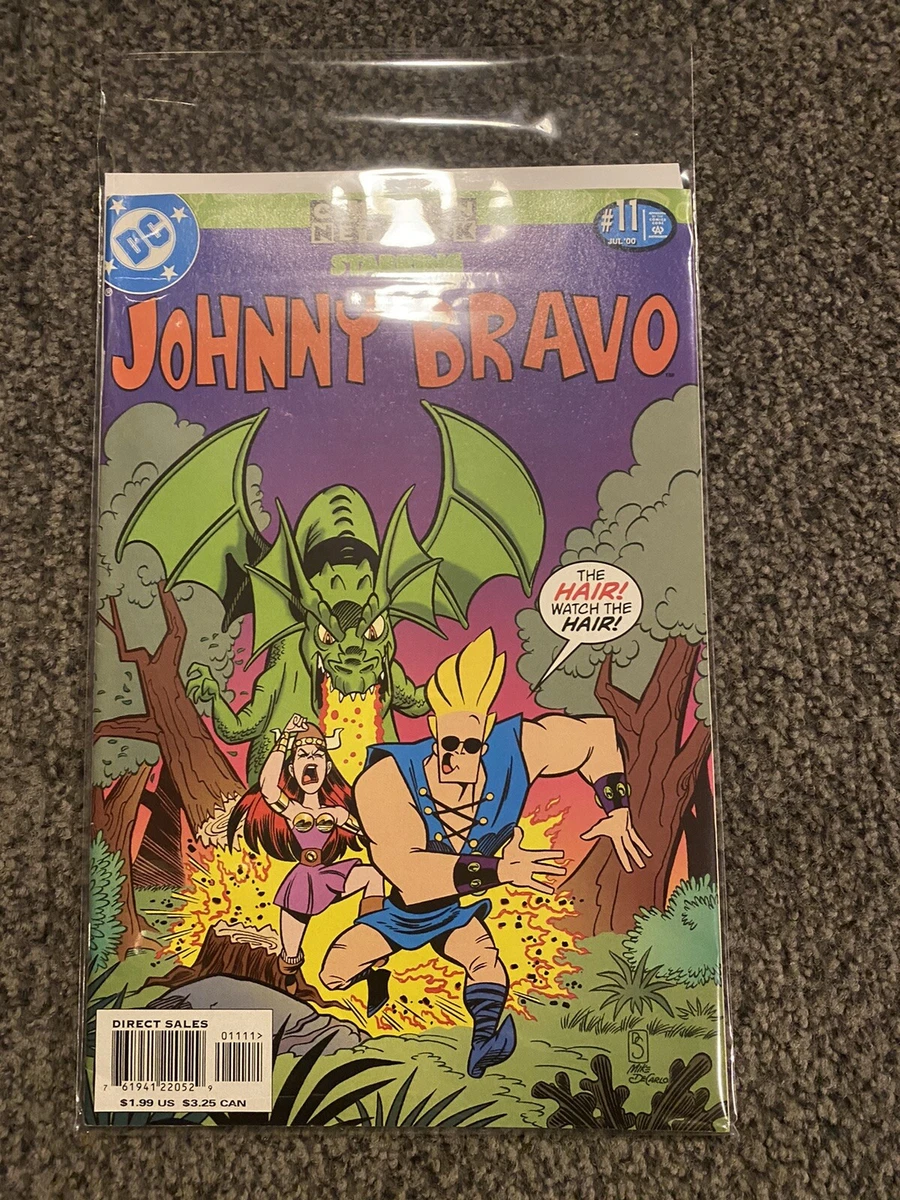 DC
#11
JUL '00
STARRING
JOHNNY BRAVO
THE
HAIR!
WATCH THE
HAIR!
DIRECT SALES
01111>
7 61941 22052 9
$1.99 US $3.25 CAN
MIKE
DECARLO